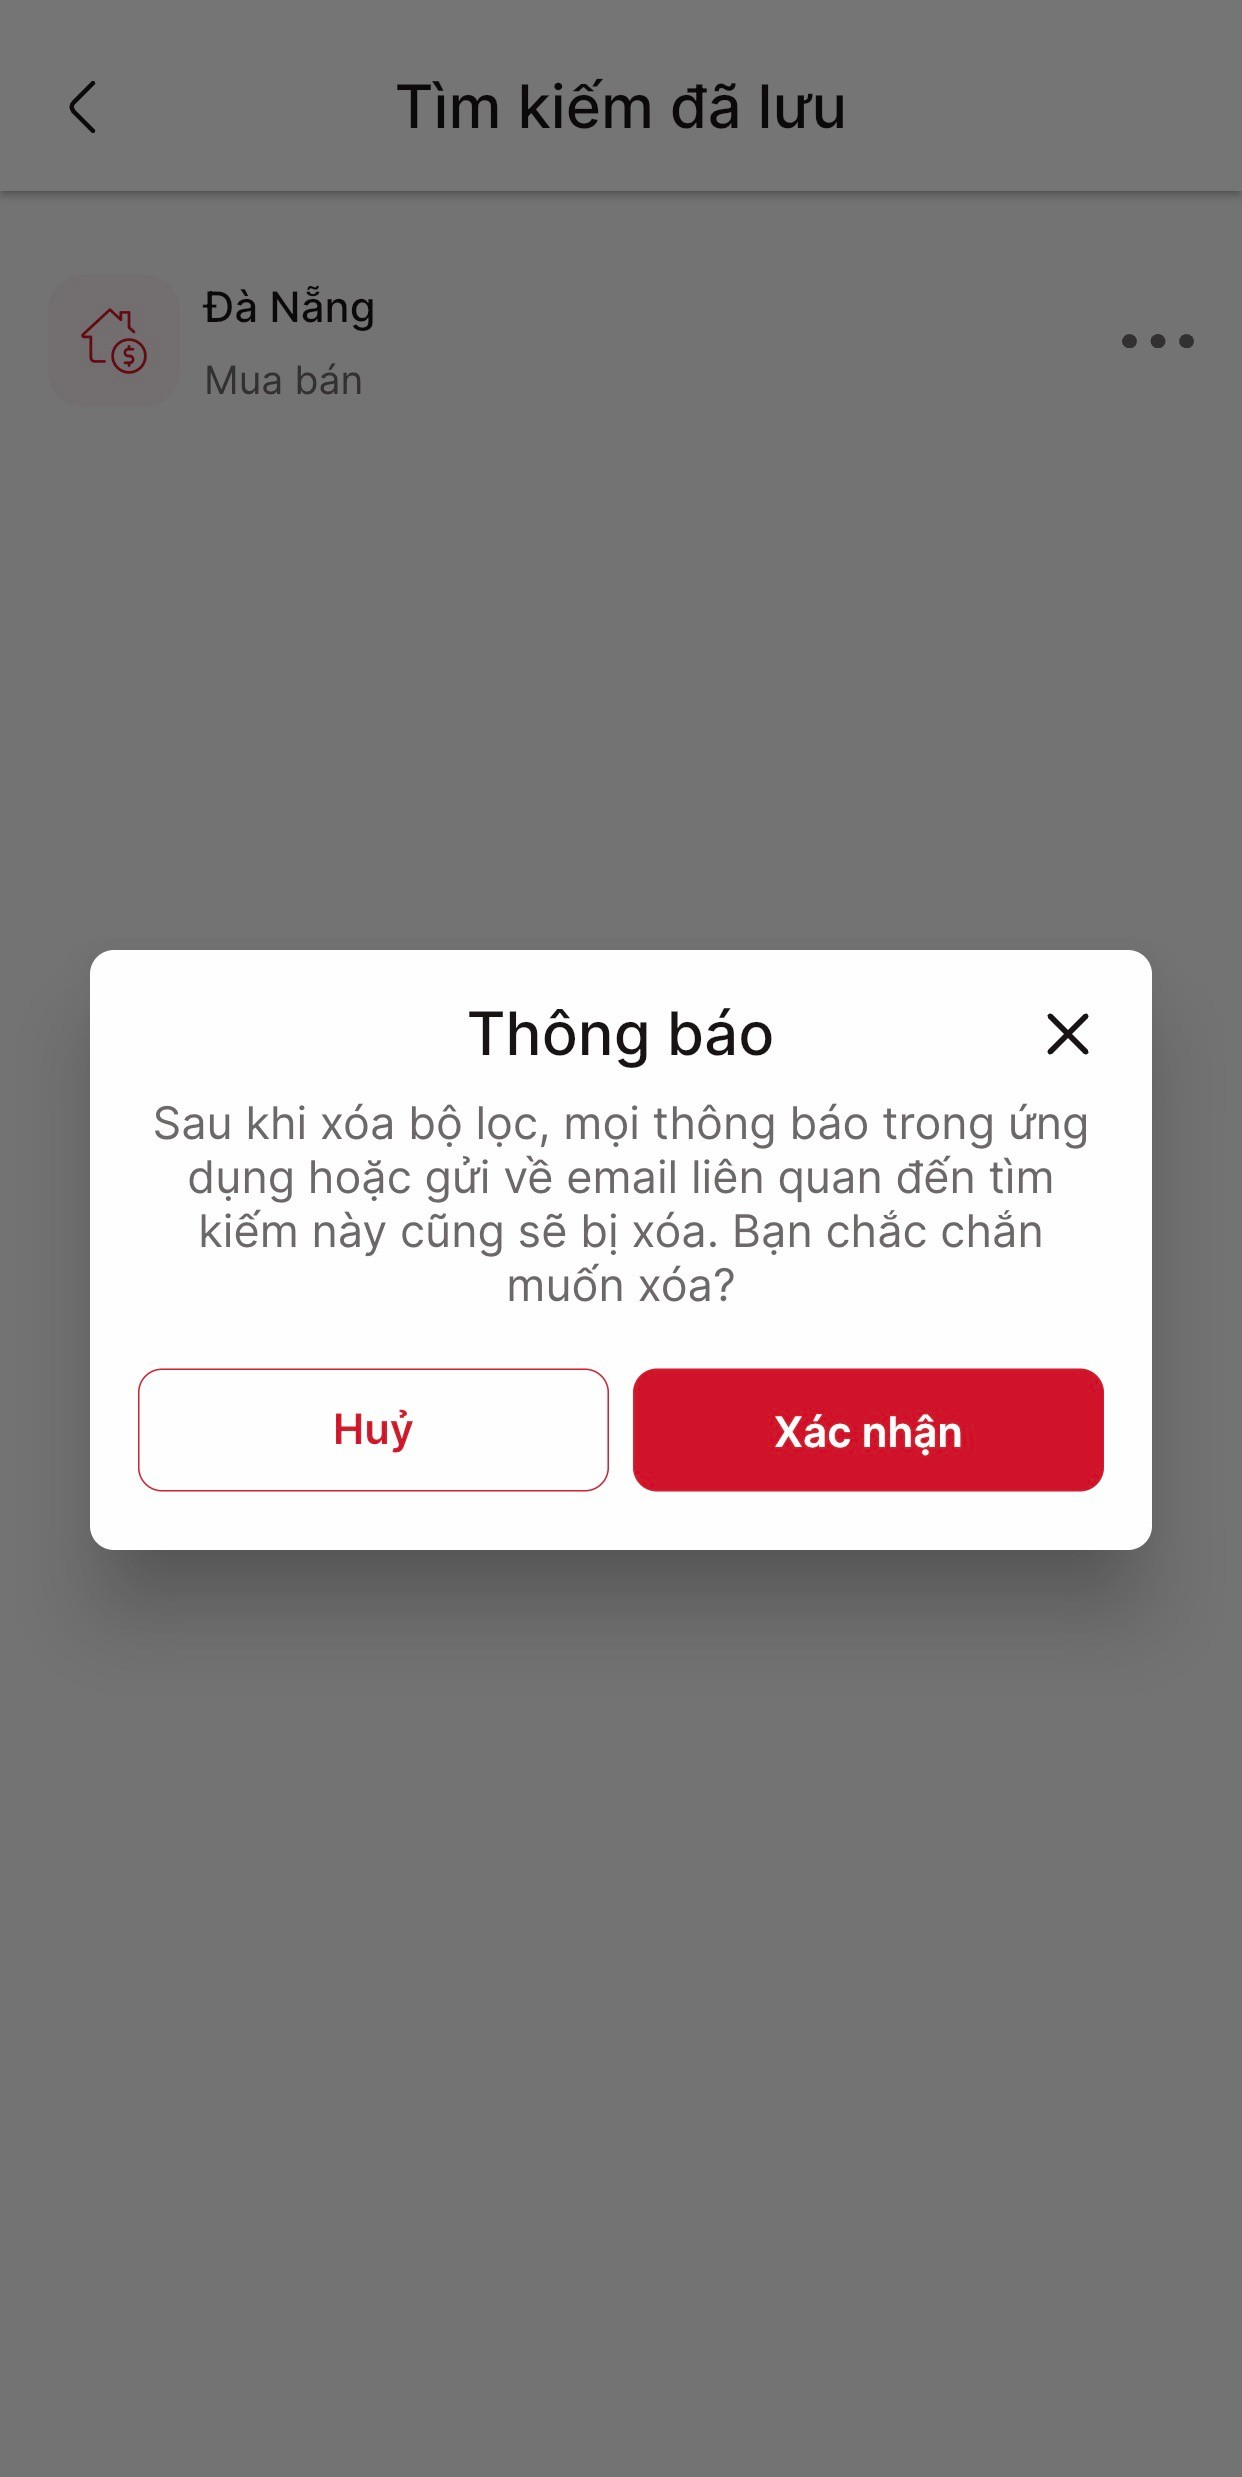 Tìm kiếm đã lưu
Đà Nẵng
Mua bán
Thông báo
Sau khi xóa bộ lọc, mọi thông báo trong ứng
dụng hoặc gửi về email liên quan đến tìm
kiếm này cũng sẽ bị xóa. Bạn chắc chắn
muốn xóa?
Huỷ
Xác nhận